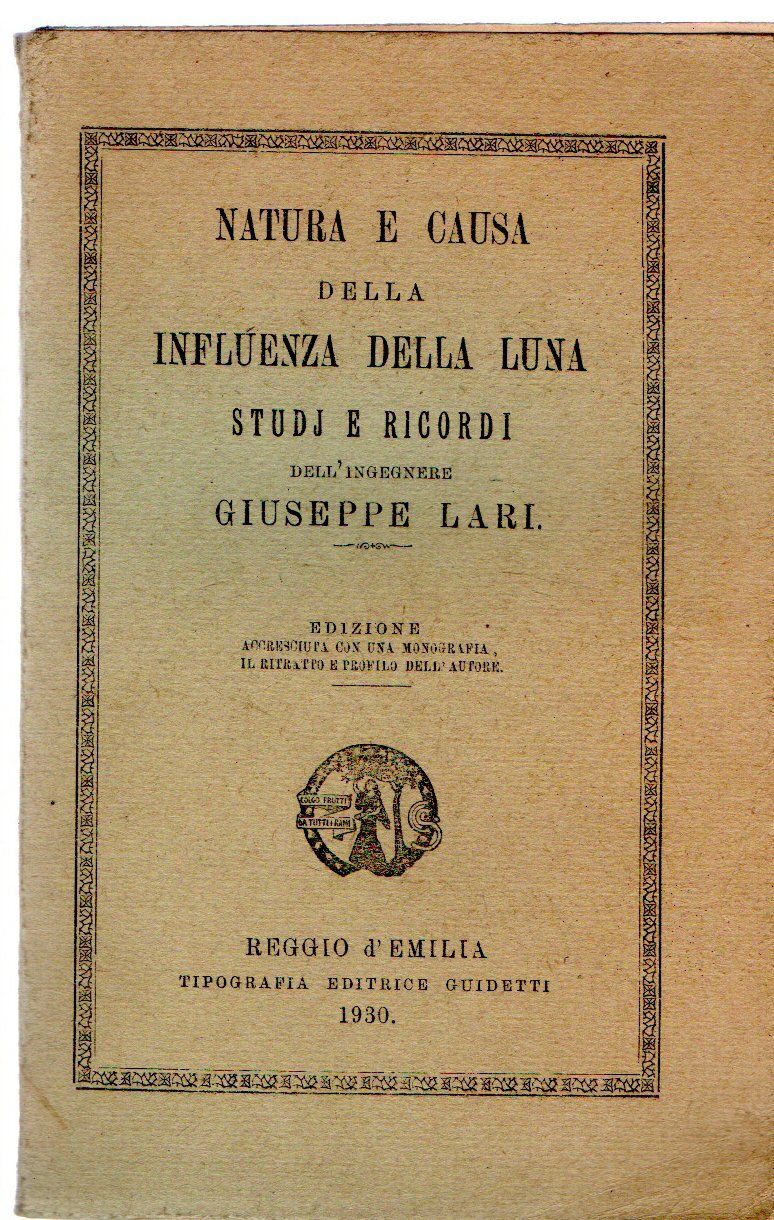 NATURA E CAUSA
DELLA
INFLÚENZA DELLA LUNA
STUDJ E RICORDI
DELL'INGEGNERE
GIUSEPPE LARI.
EDIZIONE
ACCRESCIUTA CON UNA MONOGRAFIA,
IL RITRATTO E PROFILO DELL'AUTORE.
COLGO FRUTTI
DA TUTTI I RAMI
REGGIO d'EMILIA
TIPOGRAFIA EDITRICE GUIDETTI
1930.